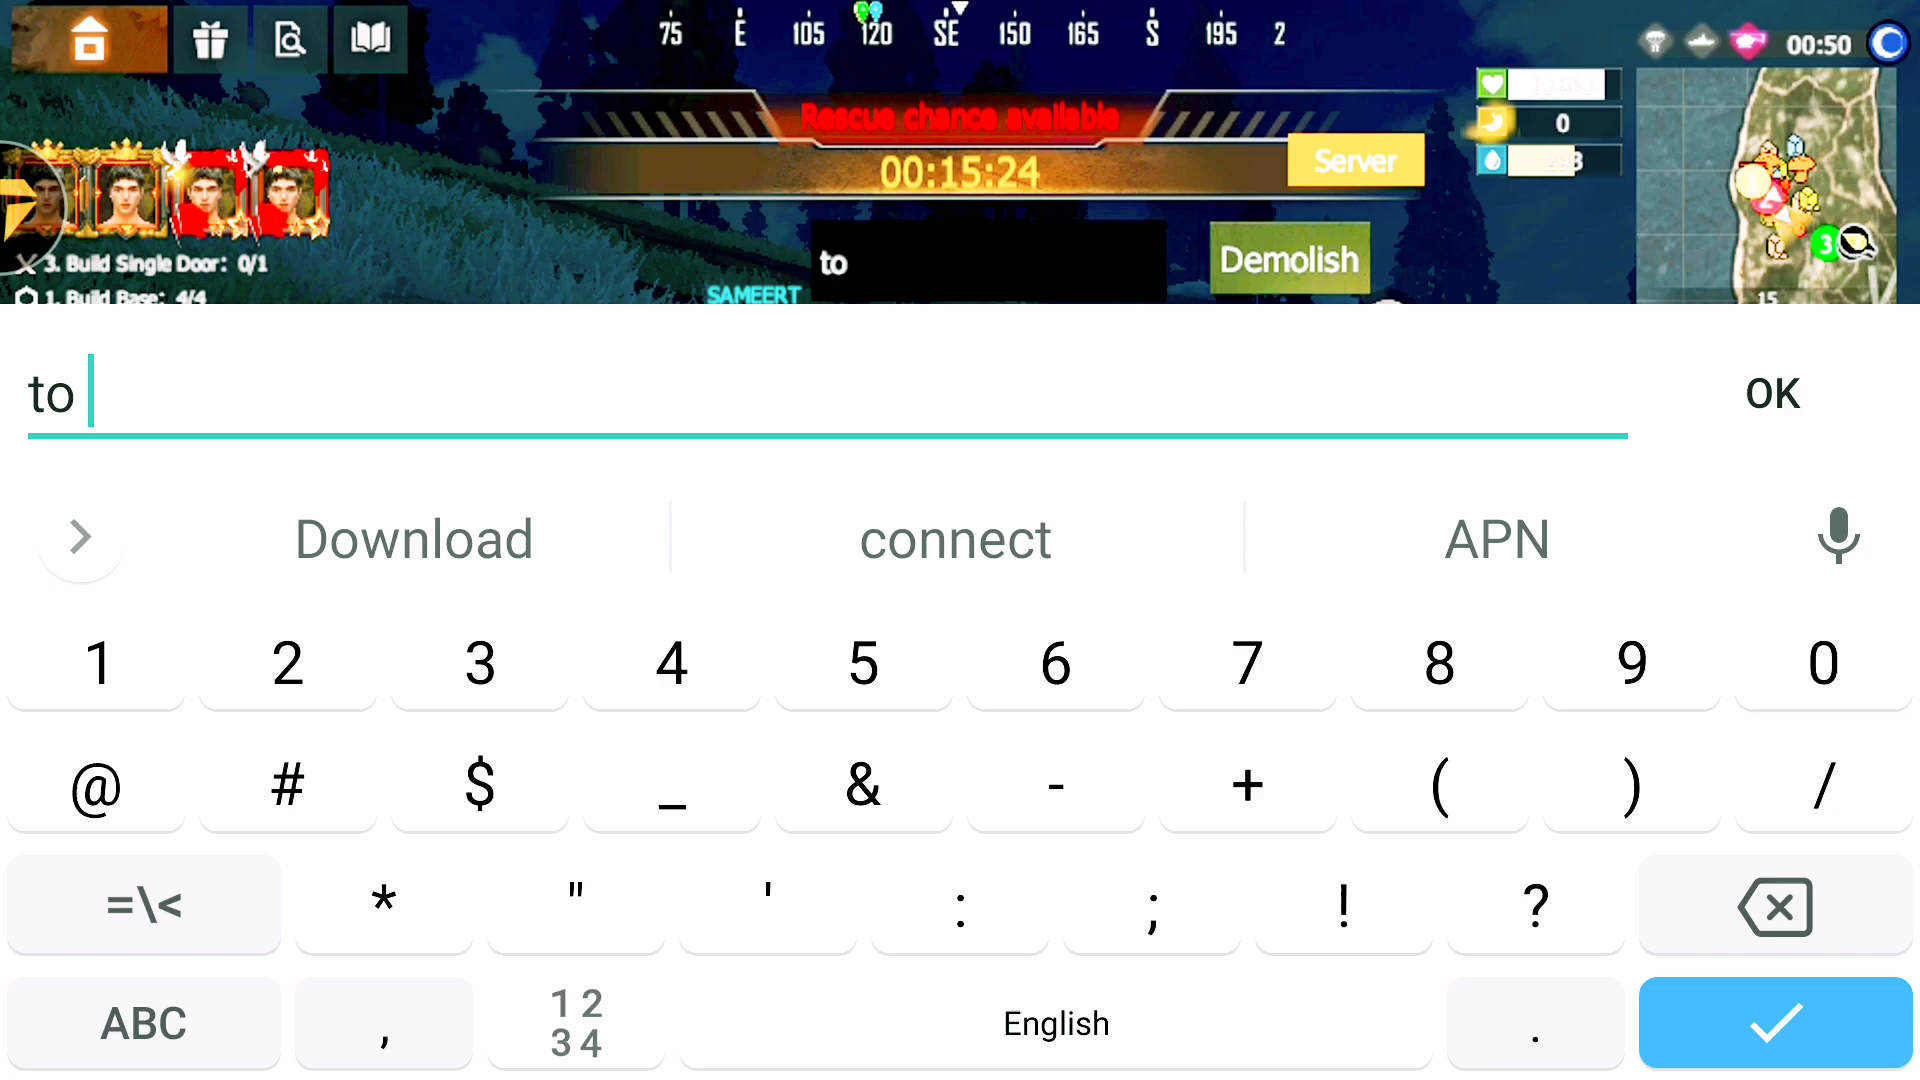 75 E 105 120 SE 150 165 S 195 2
00:50
Rescue chance available
00:15:24
Server
0
to
Demolish
3. Build Single Door: 0/1
1. Build Base: 4/4
SAMEERT
3
15
to
OK
Download connect APN
1 2 3 4 5 6 7 8 9 0
@ # $ _ & - + ( ) /
=\< * " ' : ; ! ?
ABC , 12 34 English .